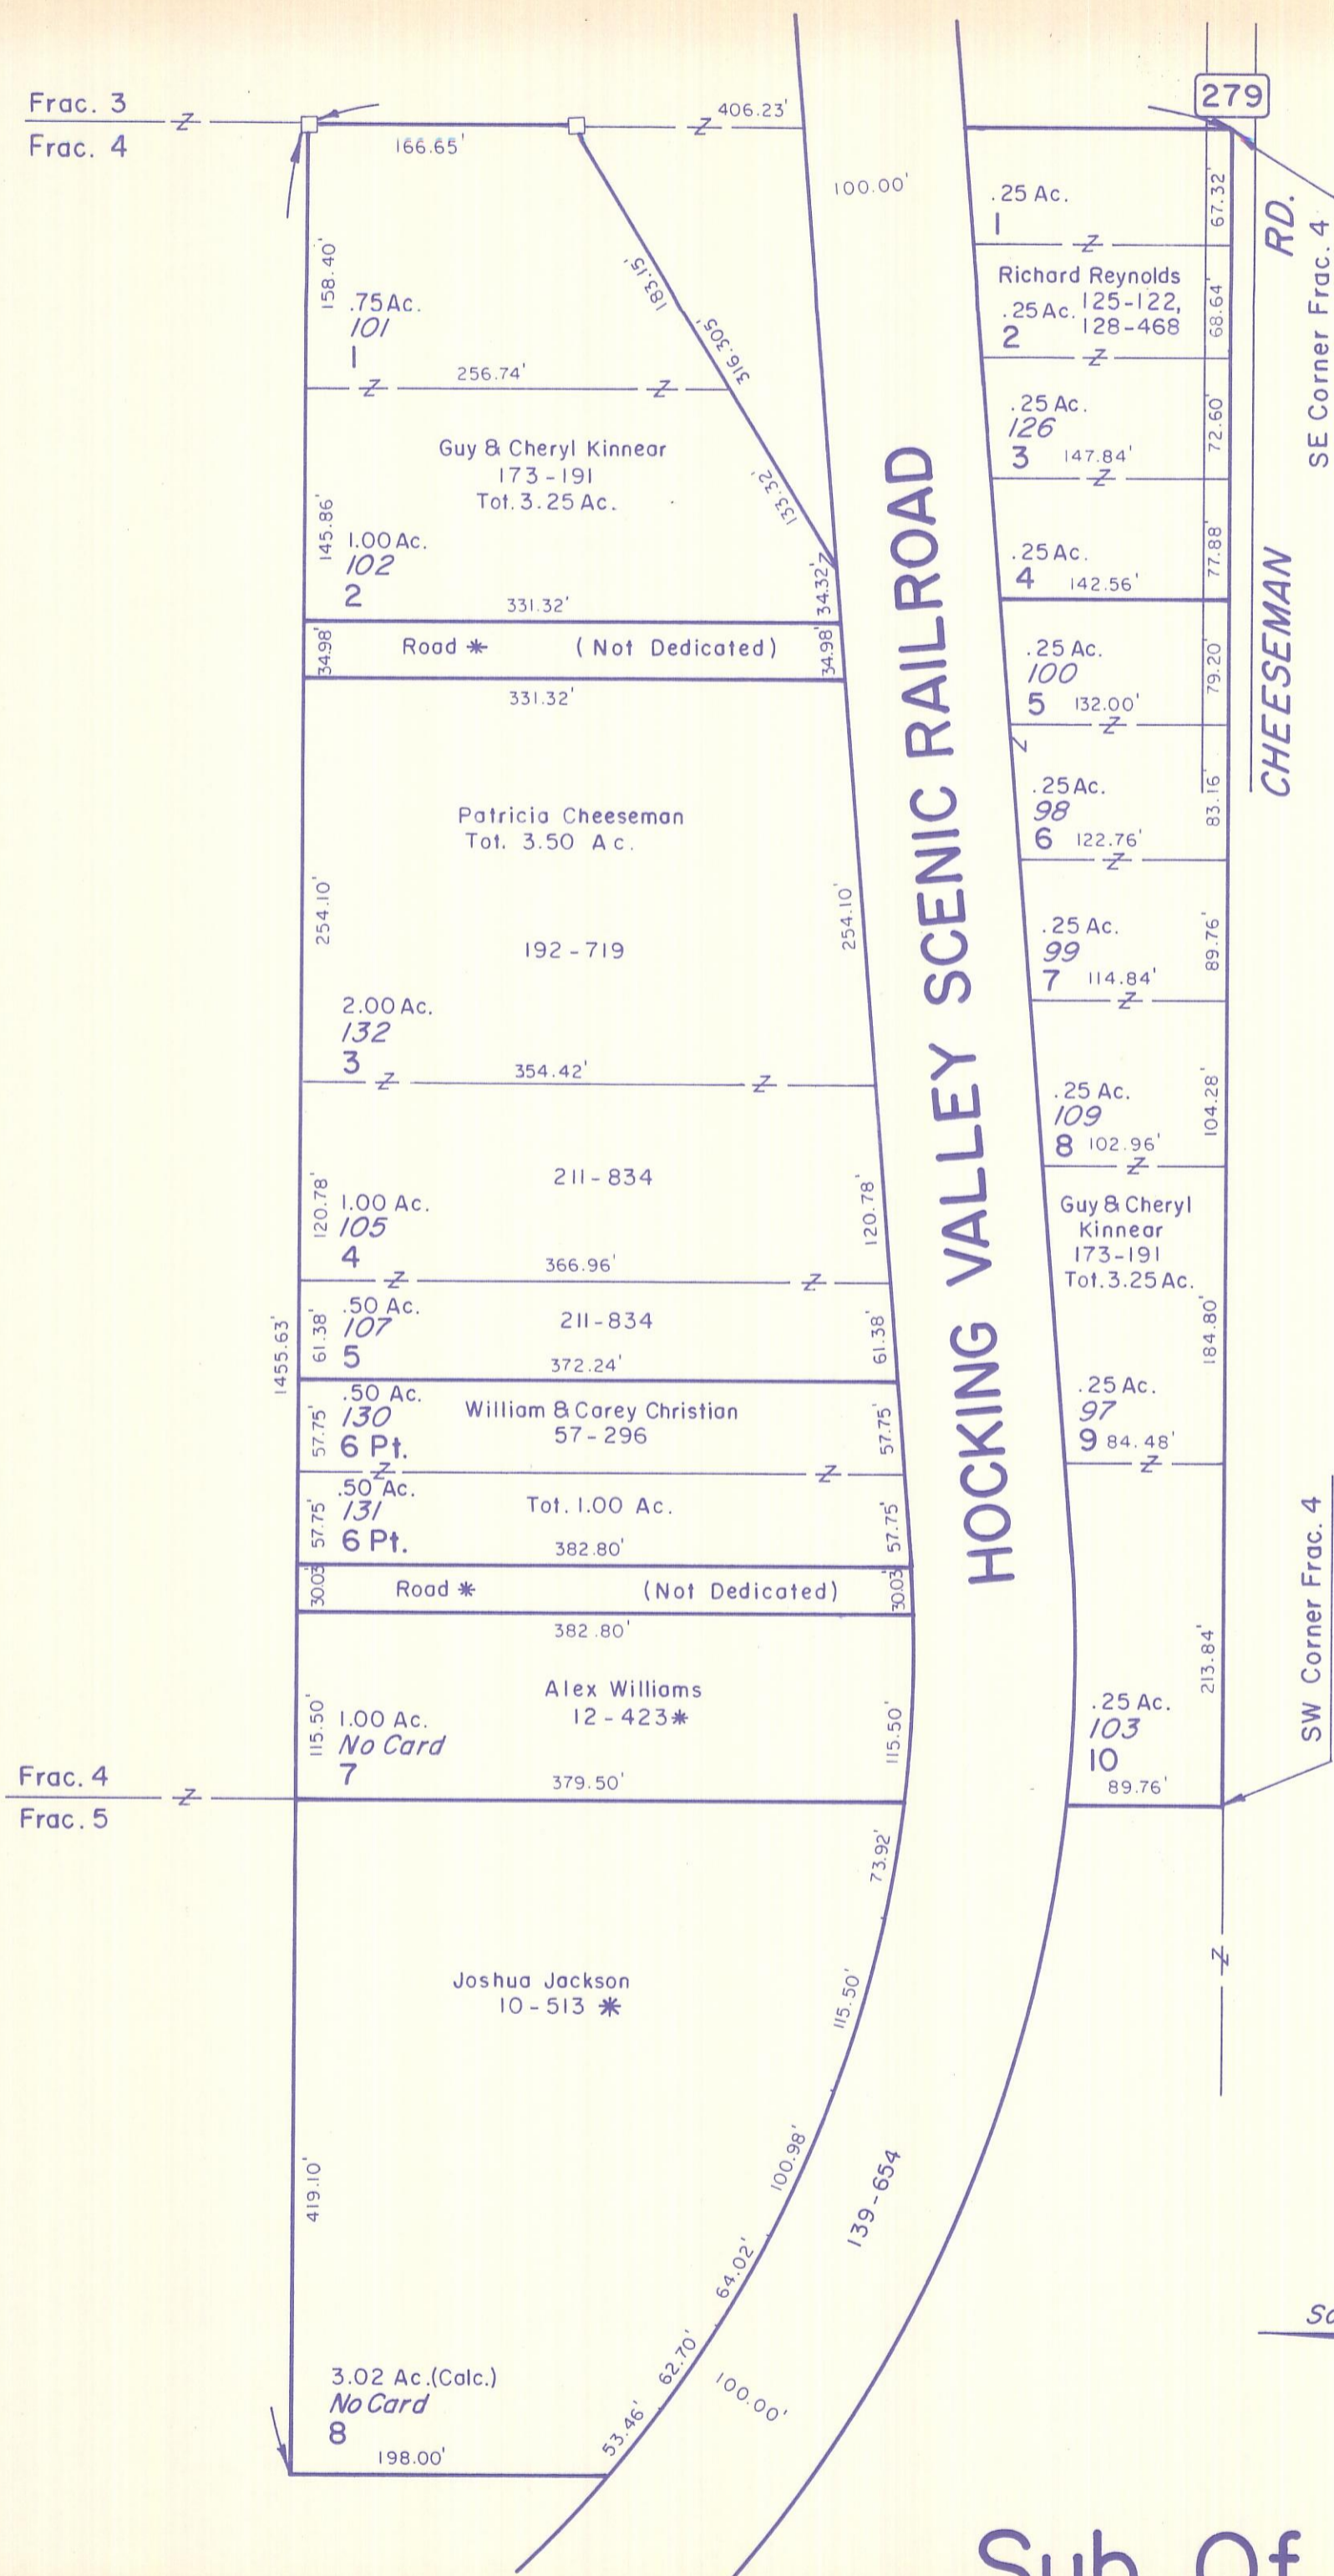 279
Frac. 3
Frac. 4
406.23'
166.65'
100.00'
158.40'
183.15'
316.305'
.75 Ac.
101
1
256.74'
Guy & Cheryl Kinnear
173-191
Tot. 3.25 Ac.
133.32'
145.86'
1.00 Ac.
102
2
331.32'
34.32'
34.98'
Road * (Not Dedicated)
34.98'
331.32'
Patricia Cheeseman
Tot. 3.50 Ac.
192-719
254.10'
254.10'
2.00 Ac.
132
3
354.42'
211-834
120.78'
1.00 Ac.
105
4
366.96'
120.78'
1455.63'
61.38'
.50 Ac.
107
5
211-834
372.24'
61.38'
57.75'
.50 Ac.
130
6 Pt.
William & Carey Christian
57-296
57.75'
57.75'
.50 Ac.
131
6 Pt.
Tot. 1.00 Ac.
382.80'
57.75'
30.03'
Road * (Not Dedicated)
30.03'
382.80'
Alex Williams
12-423*
115.50'
1.00 Ac.
No Card
7
379.50'
115.50'
Frac. 4
Frac. 5
73.92'
Joshua Jackson
10-513 *
115.50'
100.98'
419.10'
64.02'
62.70'
53.46'
3.02 Ac.(Calc.)
No Card
8
198.00'
139-654
100.00'
HOCKING VALLEY SCENIC RAILROAD
.25 Ac.
1
67.32'
Richard Reynolds
.25 Ac. 125-122,
128-468
2
68.64'
.25 Ac.
126
3 147.84'
72.60'
.25 Ac.
4 142.56'
77.88'
.25 Ac.
100
5 132.00'
79.20'
.25 Ac.
98
6 122.76'
83.16'
.25 Ac.
99
7 114.84'
89.76'
.25 Ac.
109
8 102.96'
104.28'
Guy & Cheryl
Kinnear
173-191
Tot. 3.25 Ac.
184.80'
.25 Ac.
97
9 84.48'
213.84'
.25 Ac.
103
10
89.76'
CHEESEMAN RD.
SE Corner Frac. 4
SW Corner Frac. 4
Sub Of